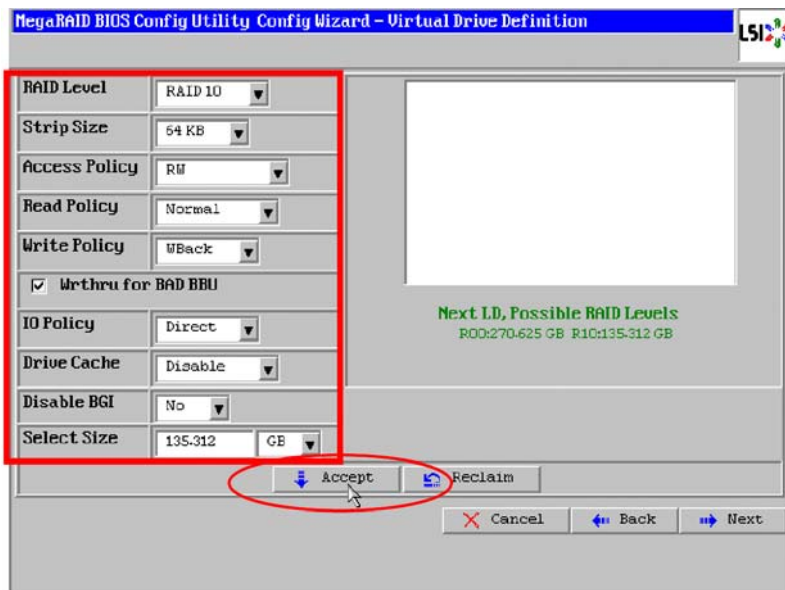 MegaRAID BIOS Config Utility Config Wizard – Virtual Drive Definition
LSI
RAID Level RAID 10
Strip Size 64 KB
Access Policy RW
Read Policy Normal
Write Policy WBack
Wrthru for BAD BBU
IO Policy Direct
Drive Cache Disable
Disable BGI No
Select Size 135.312 GB
Next LD, Possible RAID Levels
R00:270.625 GB R10:135.312 GB
Accept Reclaim
Cancel Back Next